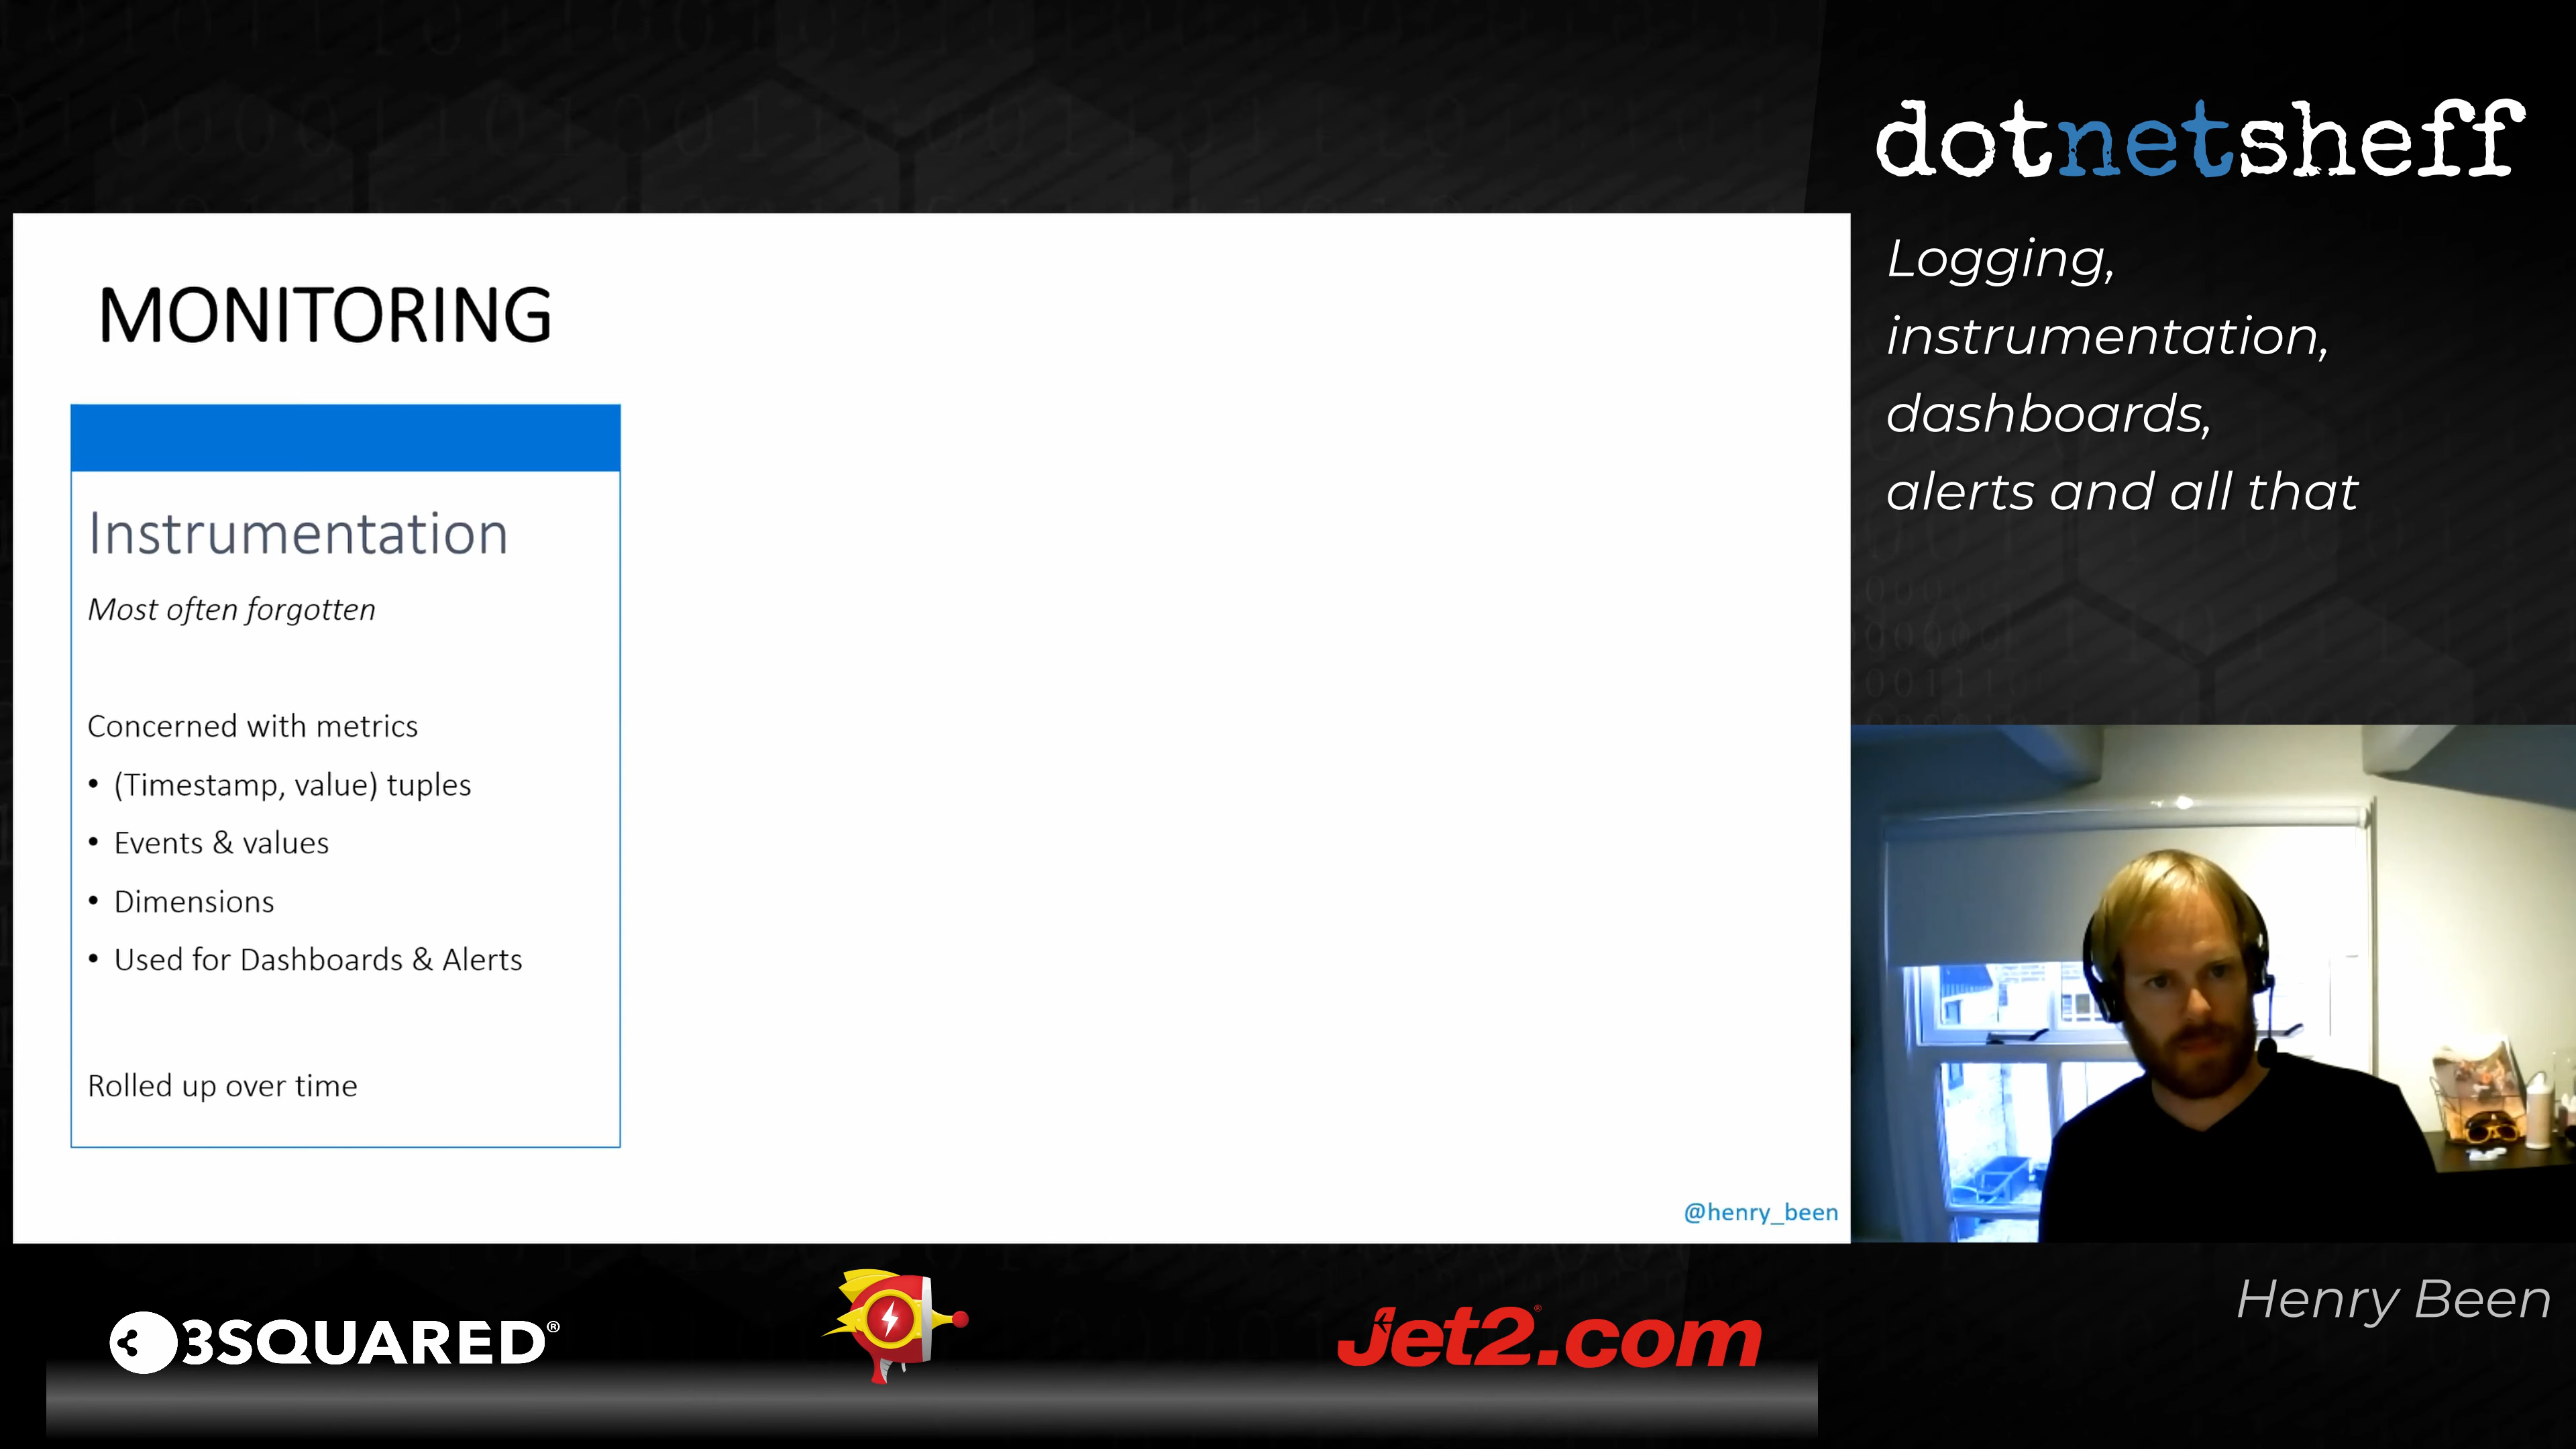 dotnetsheff
Logging,
instrumentation,
dashboards,
alerts and all that
MONITORING
Instrumentation
Most often forgotten
Concerned with metrics
• (Timestamp, value) tuples
• Events & values
• Dimensions
• Used for Dashboards & Alerts
Rolled up over time
@henry_been
Henry Been
3SQUARED®
Jet2.com®